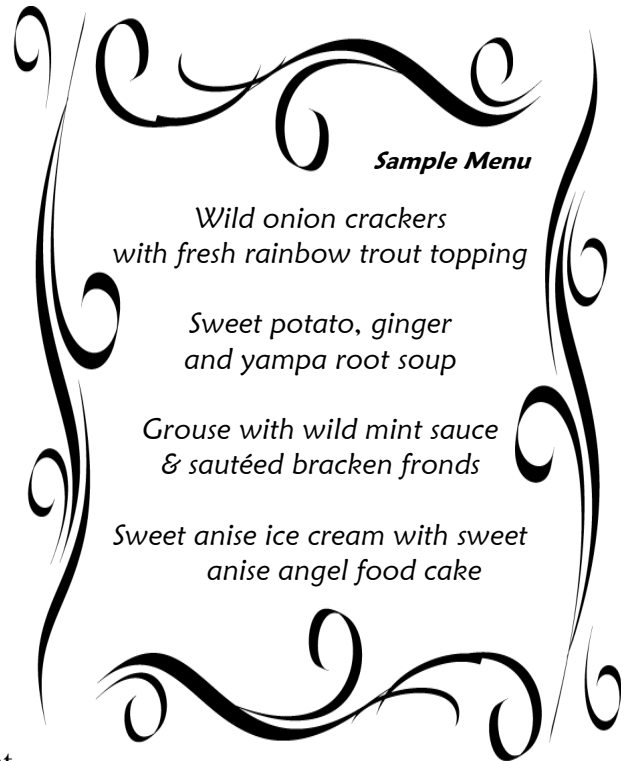 Sample Menu
Wild onion crackers
with fresh rainbow trout topping
Sweet potato, ginger
and yampa root soup
Grouse with wild mint sauce
& sautéed bracken fronds
Sweet anise ice cream with sweet
anise angel food cake